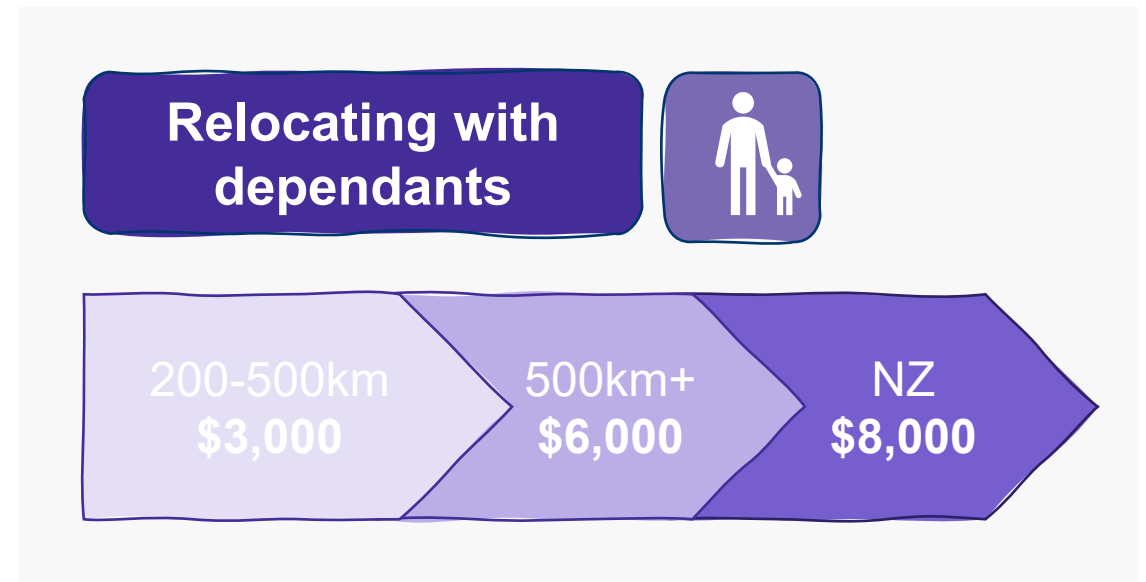 Relocating with
dependants
200-500km
$3,000
500km+
$6,000
NZ
$8,000